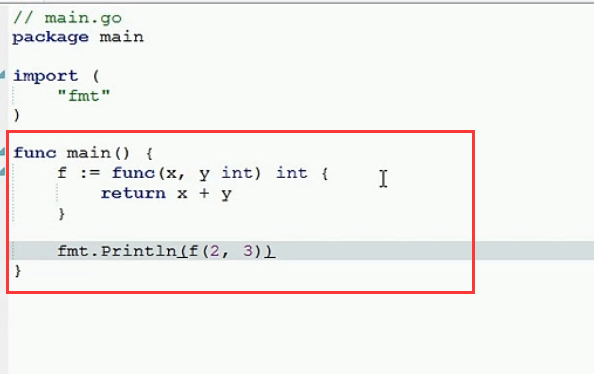 // main.go
package main
import (
    "fmt"
)
func main() {
    f := func(x, y int) int {
        return x + y
    }
    fmt.Println(f(2, 3))
}